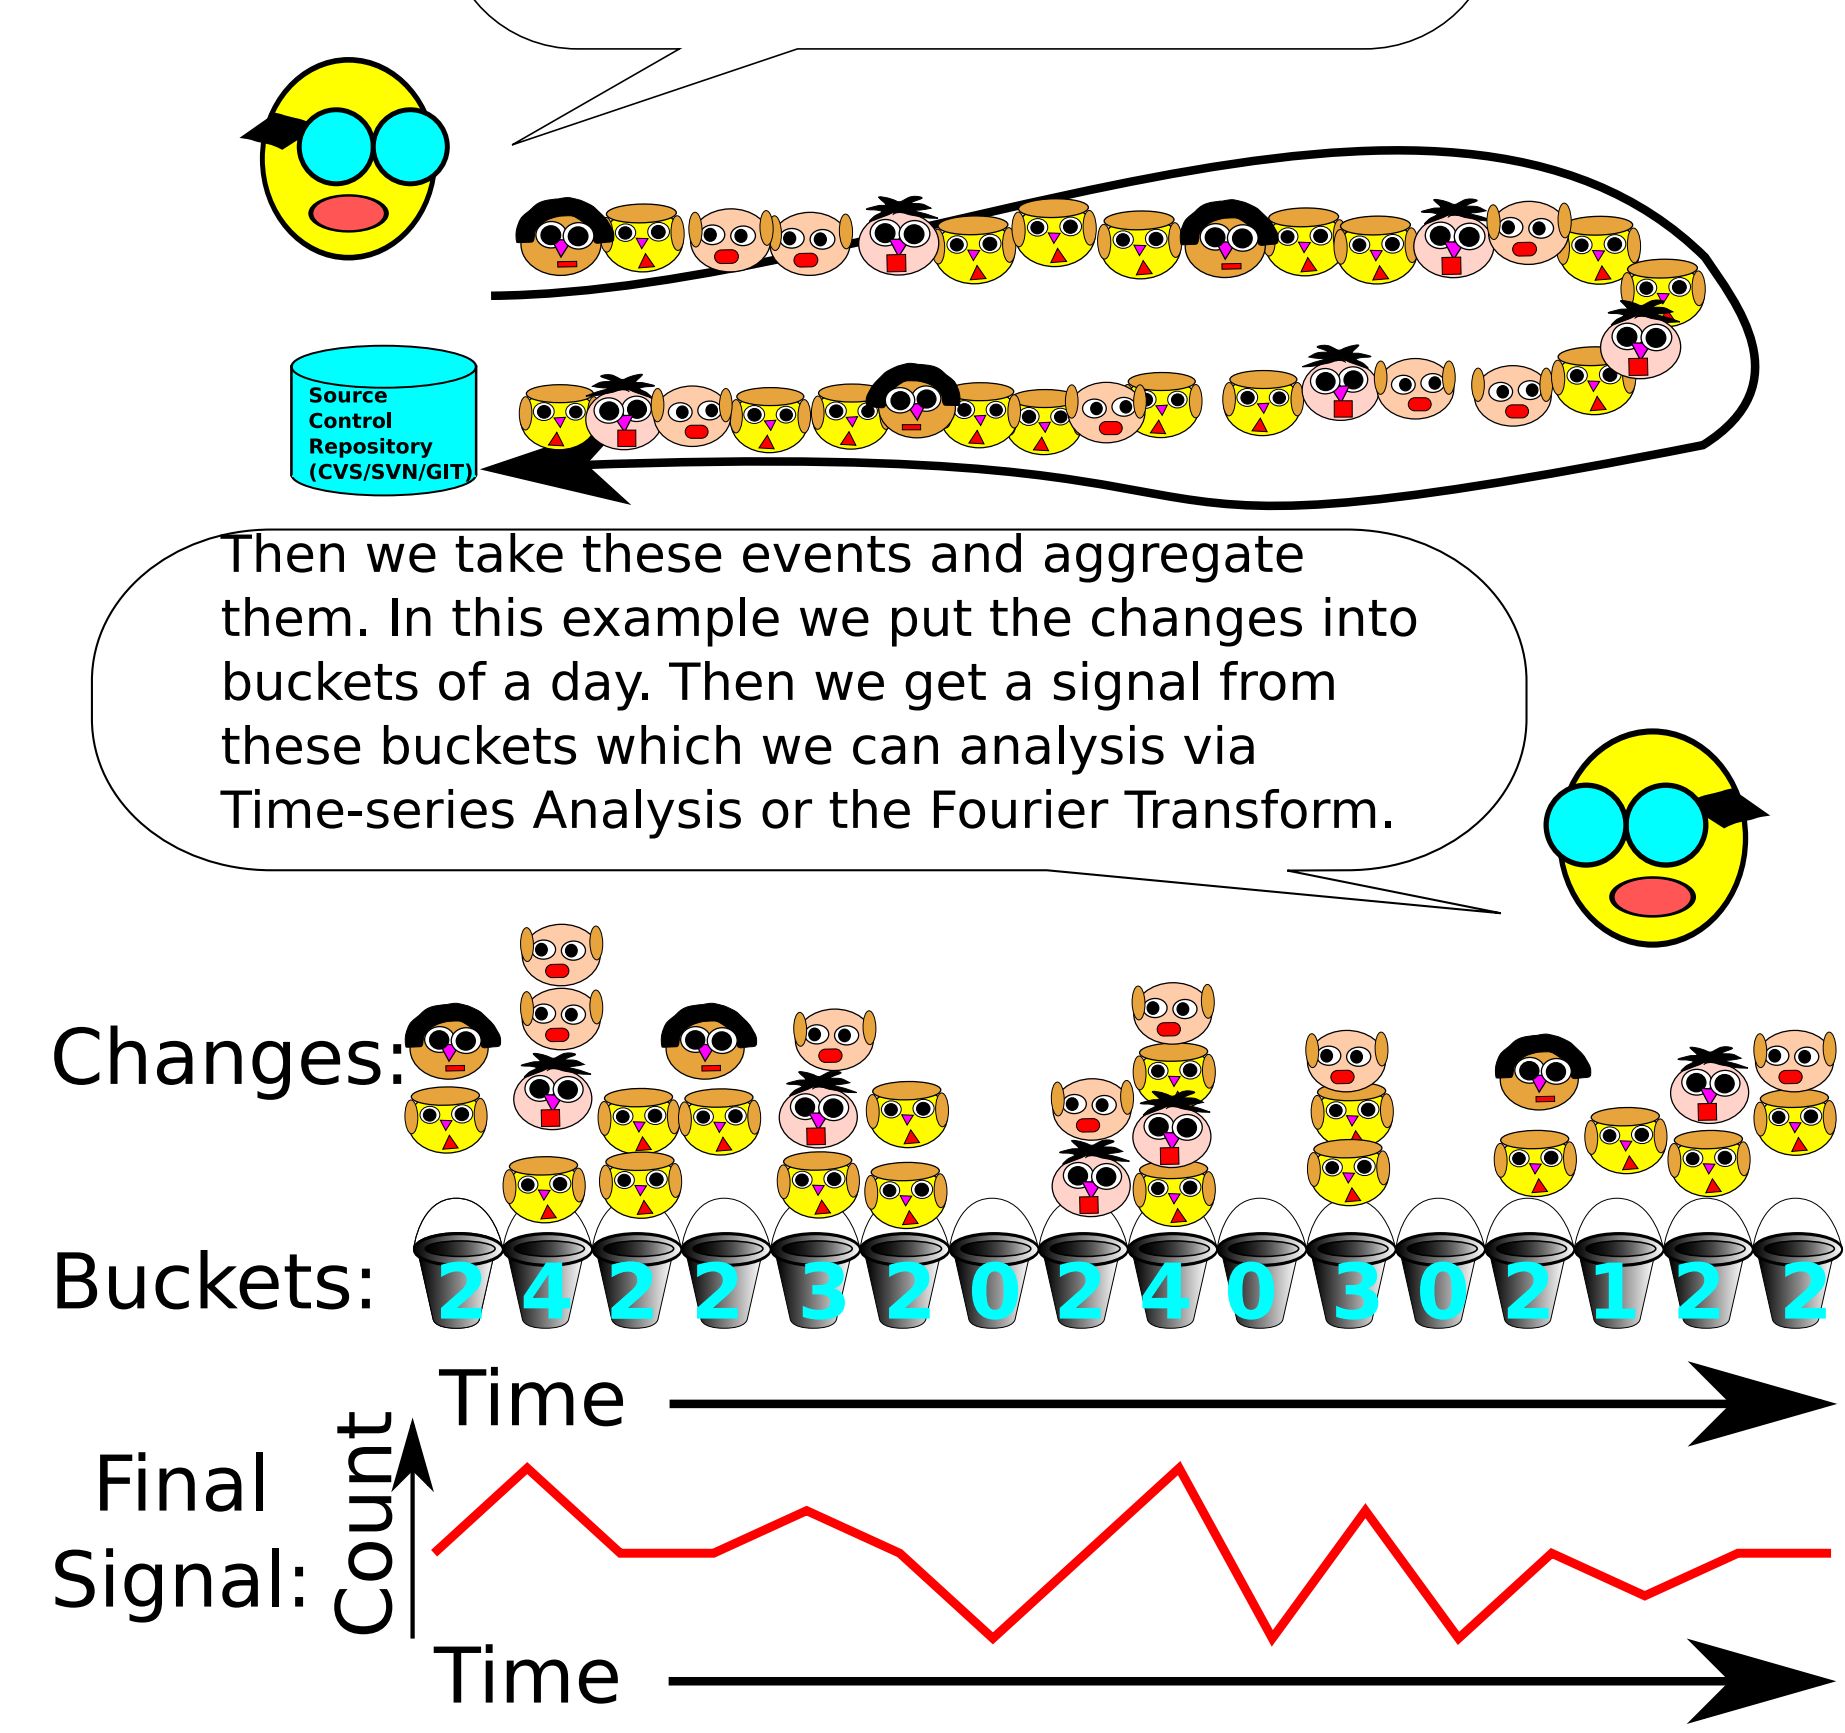 Source
Control
Repository
(CVS/SVN/GIT)
Then we take these events and aggregate
them. In this example we put the changes into
buckets of a day. Then we get a signal from
these buckets which we can analysis via
Time-series Analysis or the Fourier Transform.
Changes:
Buckets: 2 4 2 2 3 2 0 2 4 0 3 0 2 1 2 2
Time
Final
Signal:
Count
Time